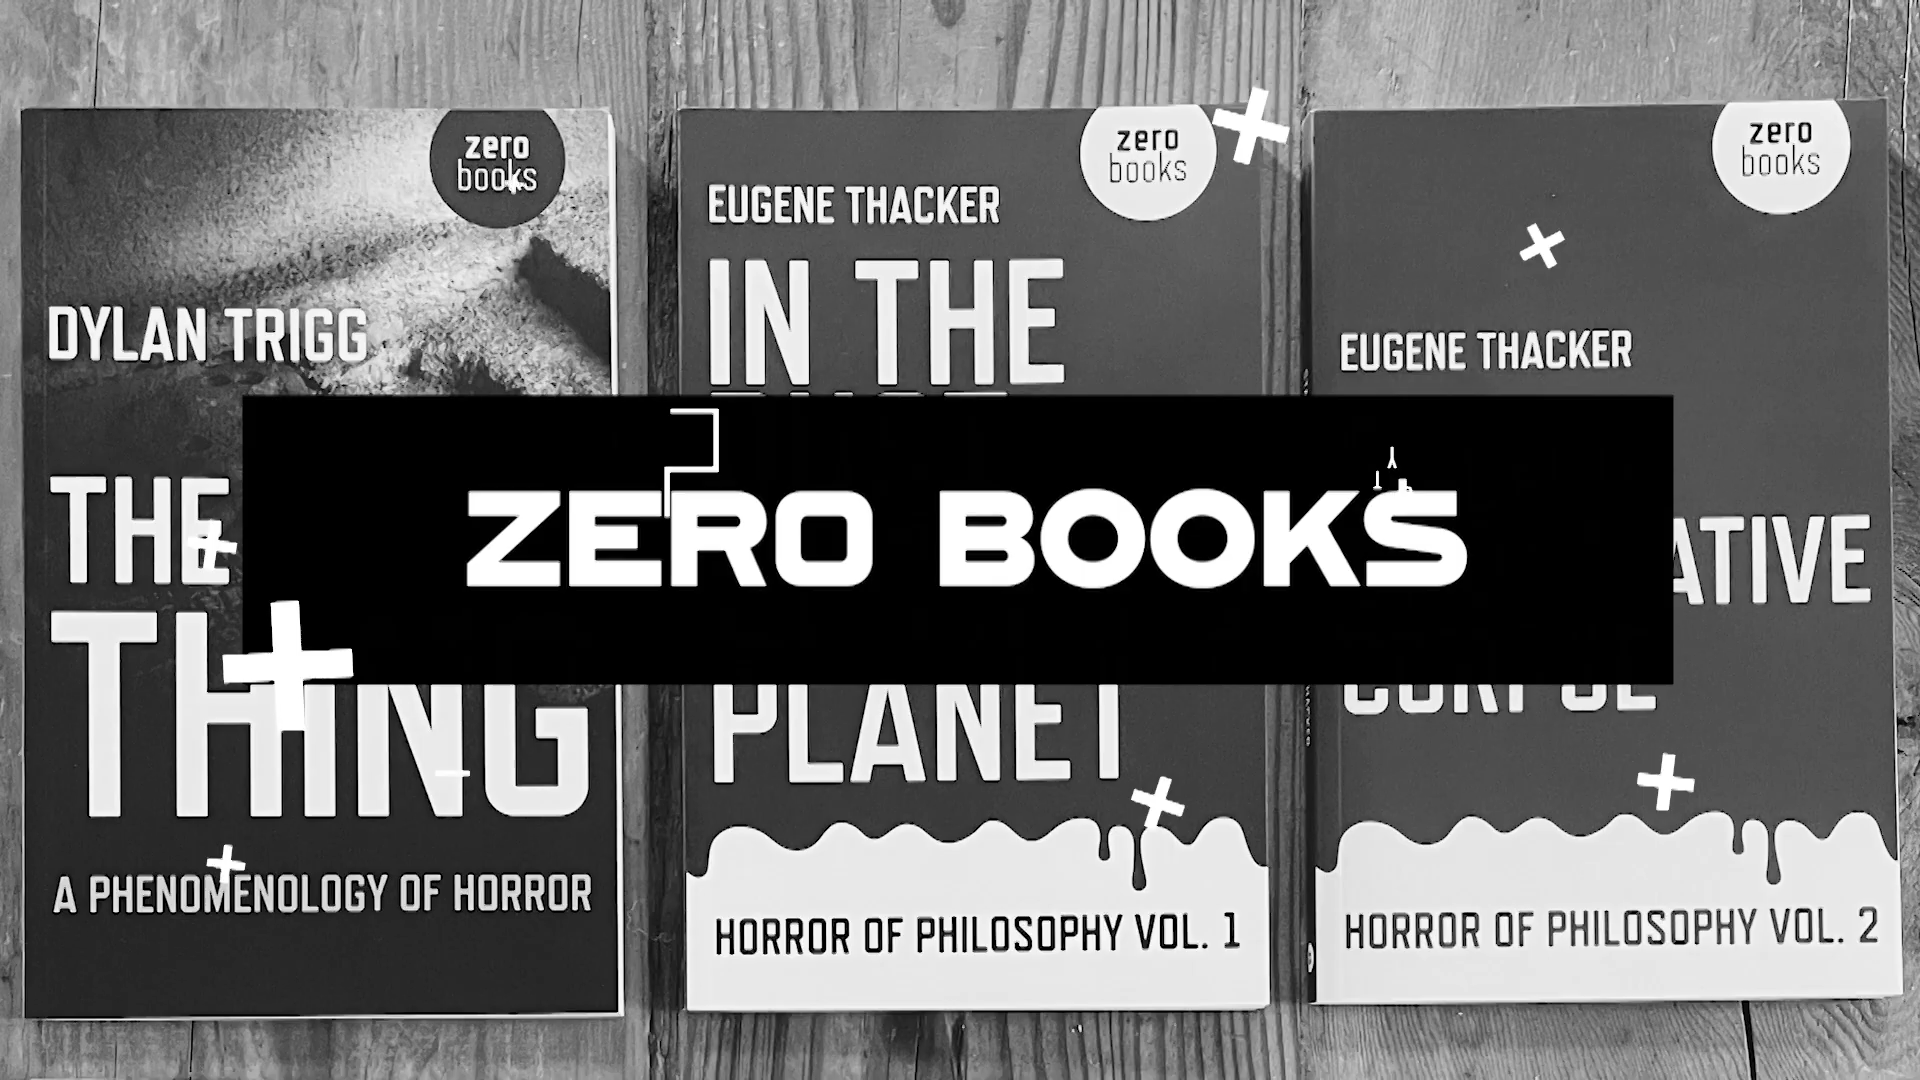 zero
books
DYLAN TRIGG
THE
THING
A PHENOMENOLOGY OF HORROR
zero
books
EUGENE THACKER
IN THE
PLANET
HORROR OF PHILOSOPHY VOL. 1
zero
books
EUGENE THACKER
ATIVE
HORROR OF PHILOSOPHY VOL. 2
ZERO BOOKS